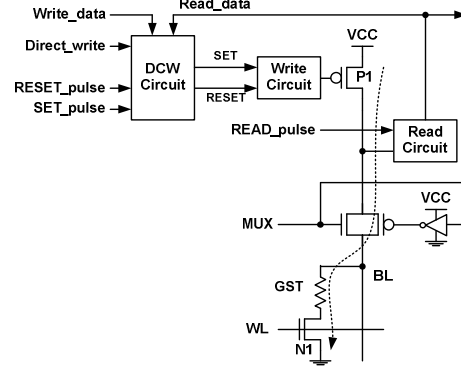 Read_data
Write_data
Direct_write
RESET_pulse
SET_pulse
DCW
Circuit
SET
RESET
Write
Circuit
VCC
P1
READ_pulse
Read
Circuit
MUX
VCC
BL
GST
WL
N1